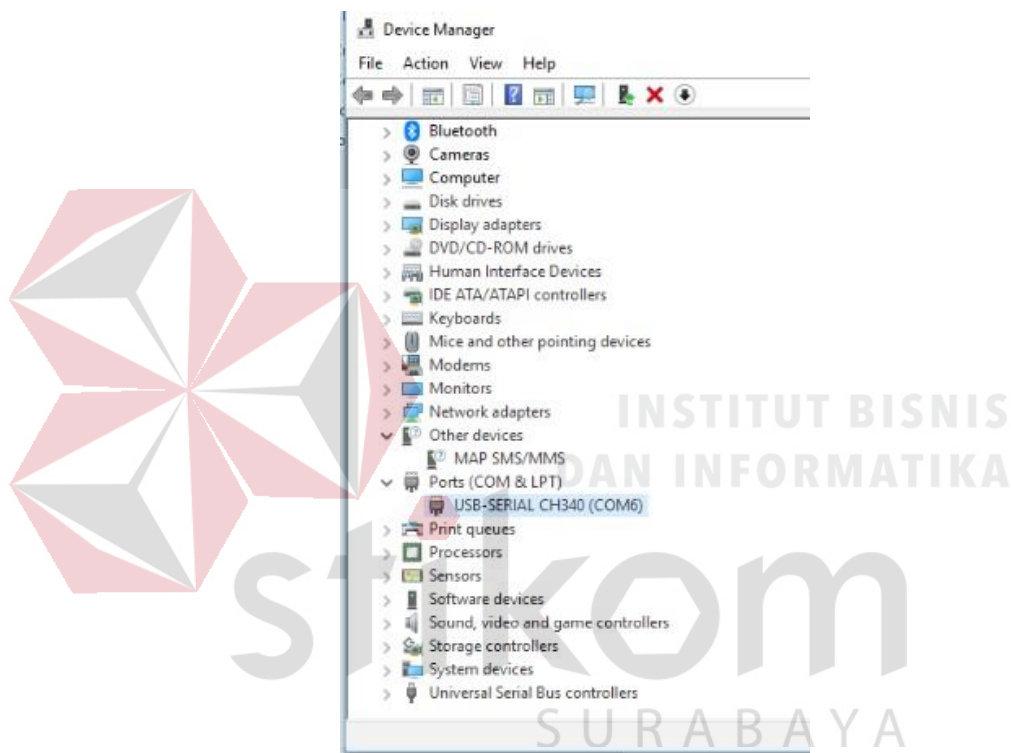 Device Manager
File Action View Help
Bluetooth
Cameras
Computer
Disk drives
Display adapters
DVD/CD-ROM drives
Human Interface Devices
IDE ATA/ATAPI controllers
Keyboards
Mice and other pointing devices
Modems
Monitors
Network adapters
Other devices
MAP SMS/MMS
Ports (COM & LPT)
USB-SERIAL CH340 (COM6)
Print queues
Processors
Sensors
Software devices
Sound, video and game controllers
Storage controllers
System devices
Universal Serial Bus controllers
INSTITUT BISNIS
DAN INFORMATIKA
stikom
SURABAYA